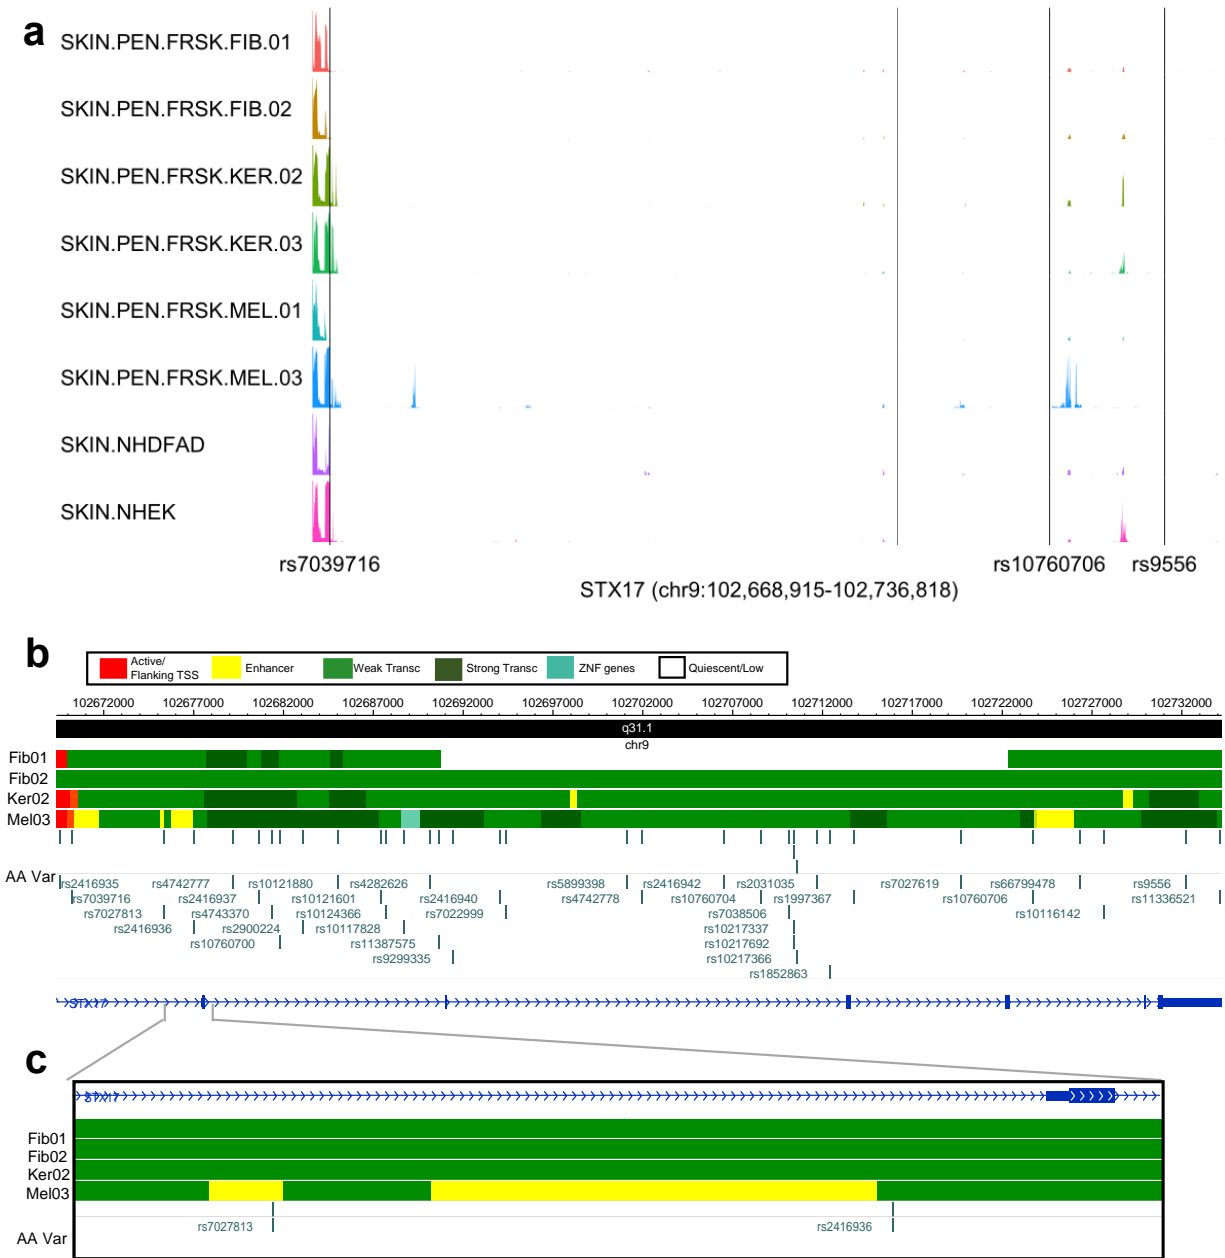 a
SKIN.PEN.FRSK.FIB.01
SKIN.PEN.FRSK.FIB.02
SKIN.PEN.FRSK.KER.02
SKIN.PEN.FRSK.KER.03
SKIN.PEN.FRSK.MEL.01
SKIN.PEN.FRSK.MEL.03
SKIN.NHDFAD
SKIN.NHEK
rs7039716 rs10760706 rs9556
STX17 (chr9:102,668,915-102,736,818)
b
Active/
Flanking TSS Enhancer Weak Transc Strong Transc ZNF genes Quiescent/Low
102672000 102677000 102682000 102687000 102692000 102697000 102702000 102707000 102712000 102717000 102722000 102727000 102732000
q31.1
chr9
Fib01
Fib02
Ker02
Mel03
AA Var
rs2416935 rs4742777 rs10121880 rs4282626 rs5899398 rs2416942 rs2031035 rs7027619 rs66799478 rs9556
rs7039716 rs2416937 rs10121601 rs2416940 rs4742778 rs10760704 rs1997367 rs10760706 rs11336521
rs7027813 rs4743370 rs10124366 rs7022999 rs7038506 rs10116142
rs2416936 rs2900224 rs10117828 rs10217337
rs10760700 rs11387575 rs10217692
rs9299335 rs10217366
rs1852863
STX17
c
STX17
Fib01
Fib02
Ker02
Mel03
rs7027813 rs2416936
AA Var